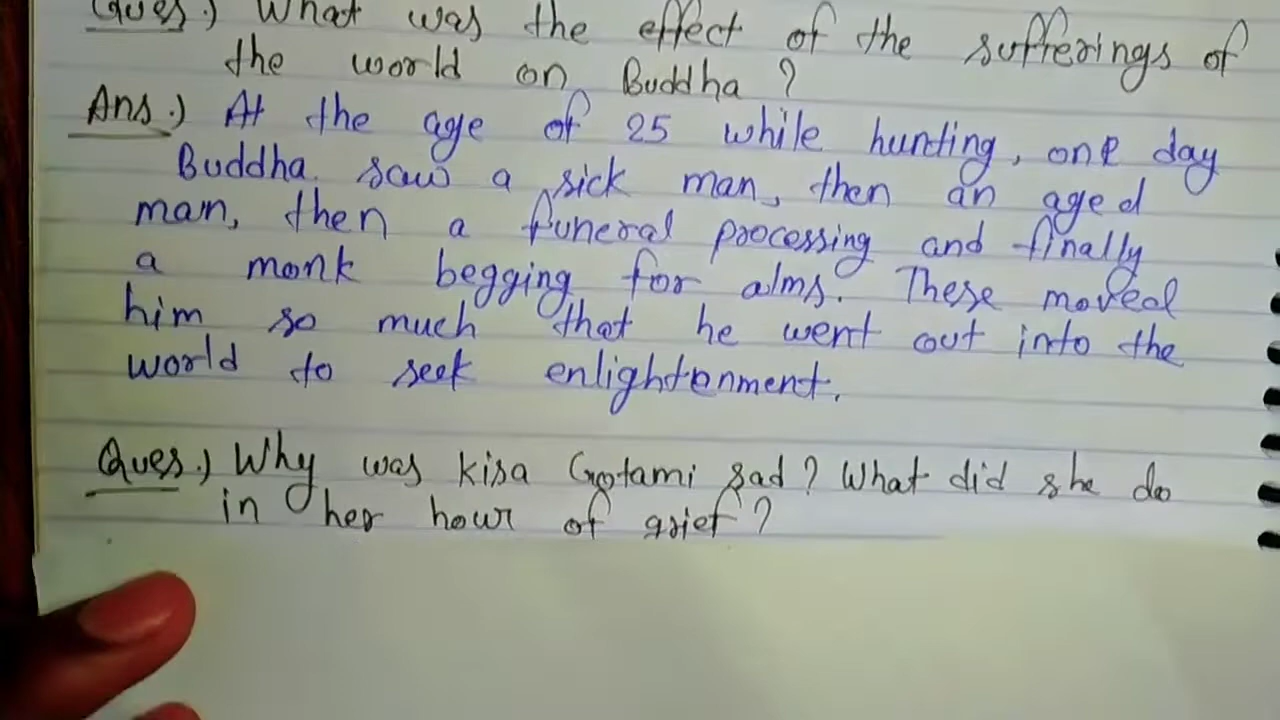 Ques.) What was the effect of the sufferings of
the world on Buddha ?
Ans.) At the age of 25 while hunting, one day
Buddha saw a sick man, then an aged
man, then a funeral processing and finally
a monk begging for alms. These moved
him so much that he went out into the
world to seek enlightenment.
Ques.) Why was kisa Gotami sad? What did she do
in her hour of grief?